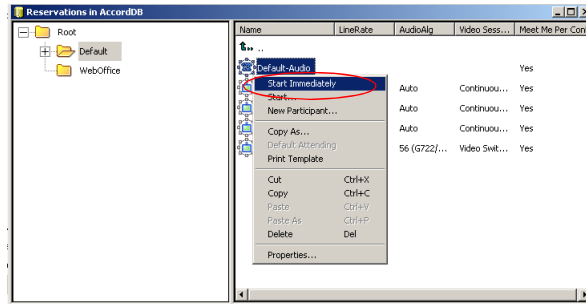 Reservations in AccordDB
Root
Default
WebOffice
Name LineRate AudioAlg Video Sess... Meet Me Per Con
..
Default-Audio Yes
Start Immediately
Start...
New Participant...
Copy As...
Default Attending
Print Template
Cut Ctrl+X
Copy Ctrl+C
Paste Ctrl+V
Paste As Ctrl+P
Delete Del
Properties...
Auto Continuou... Yes
Auto Continuou... Yes
Auto Continuou... Yes
56 (G722/... Video Swit... Yes